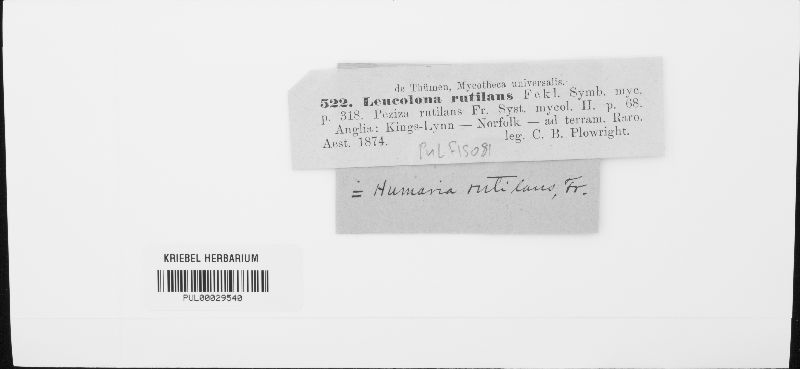 de Thümen, Mycotheca universalis.
522. Leucoloma rutilans Fckl. Symb. myc.
p. 318. Peziza rutilans Fr. Syst. mycol. II. p. 68.
Anglia: Kings-Lynn — Norfolk — ad terram. Raro.
Aest. 1874. leg. C. B. Plowright.
PUL F15081
= Humaria rutilans, Fr.
KRIEBEL HERBARIUM
PUL00029540